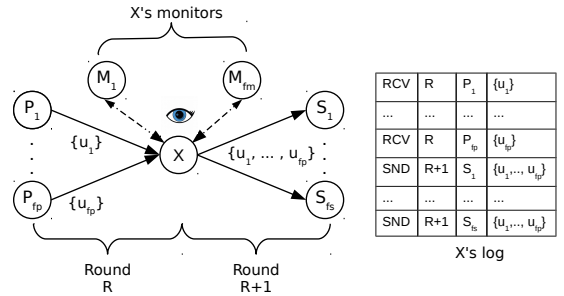 X's monitors
M1 Mfm
P1 S1
{u1}
X {u1, ... , ufp}
Pfp Sfs
{ufp}
Round R
Round R+1
RCV R P1 {u1}
... ... ... ...
RCV R Pfp {ufp}
SND R+1 S1 {u1,.., ufp}
... ... ... ...
SND R+1 Sfs {u1,.., ufp}
X's log